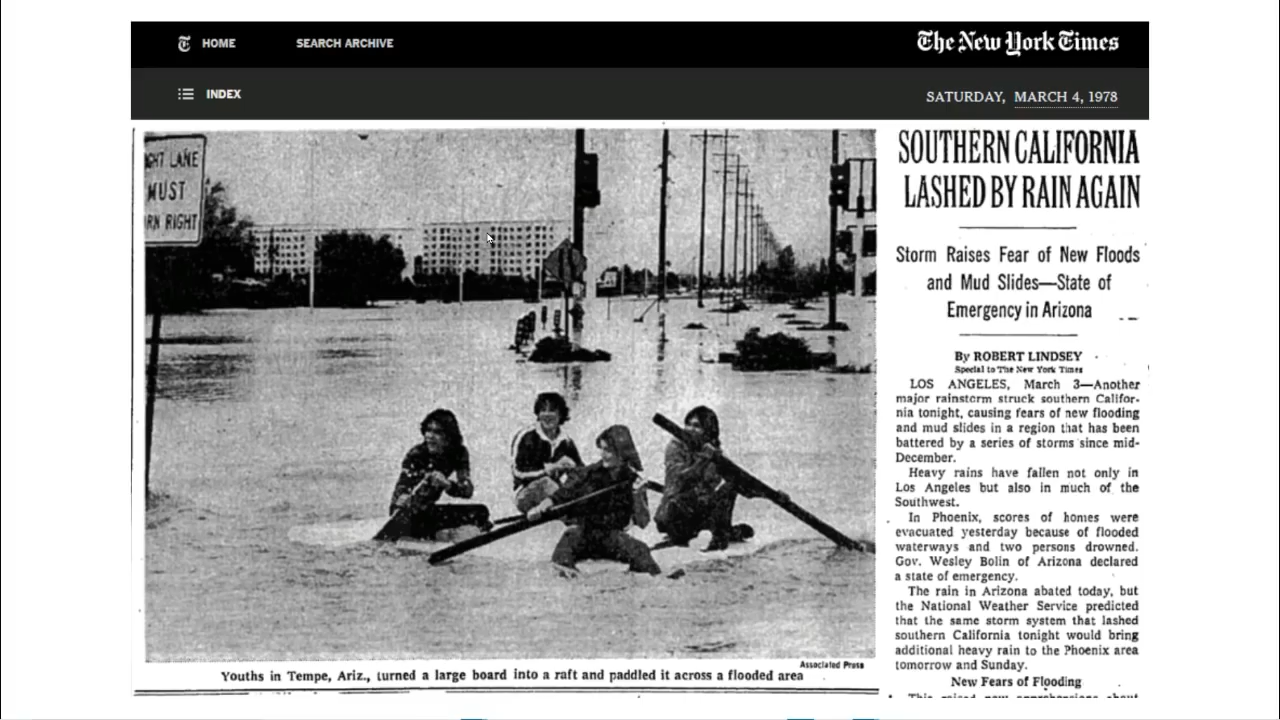 HOME
SEARCH ARCHIVE
The New York Times
INDEX
SATURDAY, MARCH 4, 1978
GHT LANE
MUST
RN RIGHT
Associated Press
Youths in Tempe, Ariz., turned a large board into a raft and paddled it across a flooded area
SOUTHERN CALIFORNIA
LASHED BY RAIN AGAIN
Storm Raises Fear of New Floods
and Mud Slides—State of
Emergency in Arizona
By ROBERT LINDSEY
Special to The New York Times
LOS ANGELES, March 3—Another
major rainstorm struck southern Califor-
nia tonight, causing fears of new flooding
and mud slides in a region that has been
battered by a series of storms since mid-
December.
Heavy rains have fallen not only in
Los Angeles but also in much of the
Southwest.
In Phoenix, scores of homes were
evacuated yesterday because of flooded
waterways and two persons drowned.
Gov. Wesley Bolin of Arizona declared
a state of emergency.
The rain in Arizona abated today, but
the National Weather Service predicted
that the same storm system that lashed
southern California tonight would bring
additional heavy rain to the Phoenix area
tomorrow and Sunday.
New Fears of Flooding